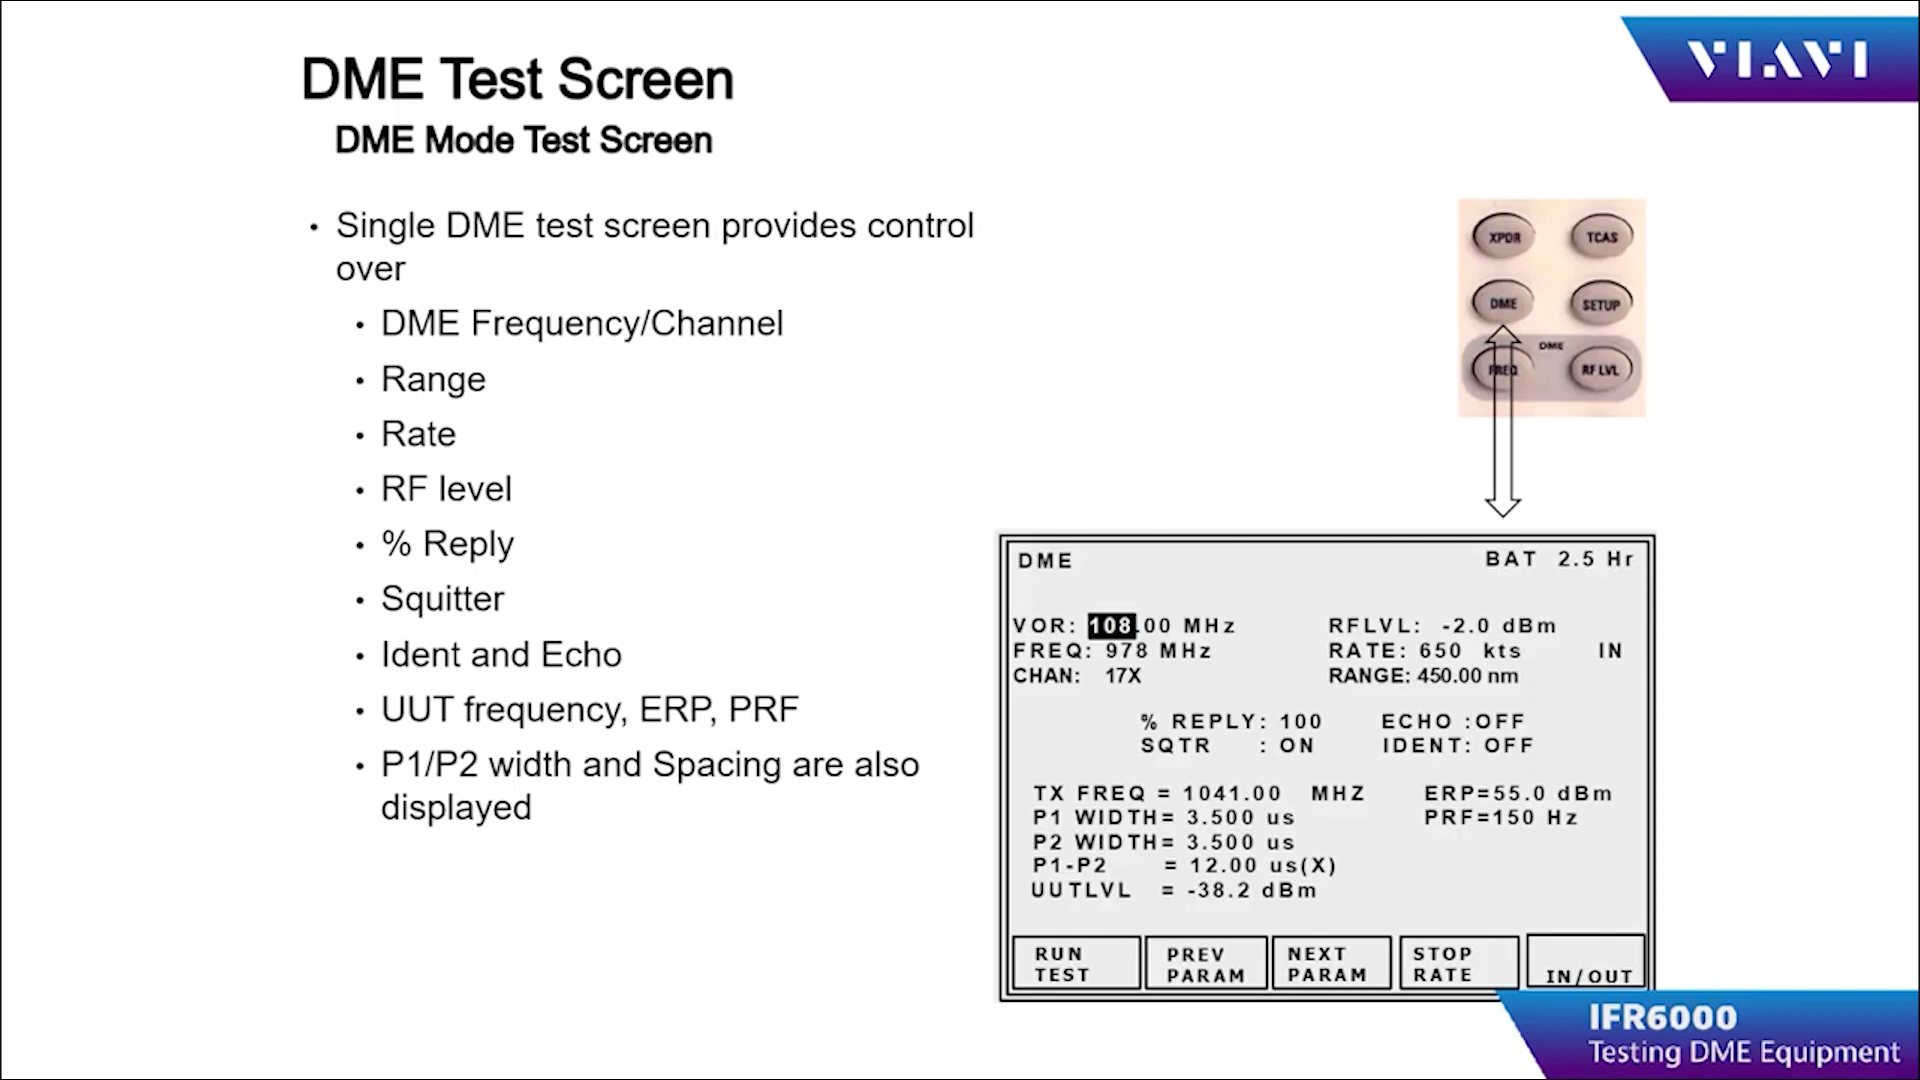 VIAVI
DME Test Screen
DME Mode Test Screen
• Single DME test screen provides control
over
• DME Frequency/Channel
• Range
• Rate
• RF level
• % Reply
• Squitter
• Ident and Echo
• UUT frequency, ERP, PRF
• P1/P2 width and Spacing are also
displayed
XPDR TCAS
DME SETUP
DME
FREQ RF LVL
DME BAT 2.5 Hr
VOR: 108.00 MHz RFLVL: -2.0 dBm
FREQ: 978 MHz RATE: 650 kts IN
CHAN: 17X RANGE: 450.00 nm
% REPLY: 100 ECHO :OFF
SQTR : ON IDENT: OFF
TX FREQ = 1041.00 MHZ ERP=55.0 dBm
P1 WIDTH= 3.500 us PRF=150 Hz
P2 WIDTH= 3.500 us
P1-P2 = 12.00 us(X)
UUTLVL = -38.2 dBm
RUN PREV NEXT STOP
TEST PARAM PARAM RATE IN/OUT
IFR6000
Testing DME Equipment